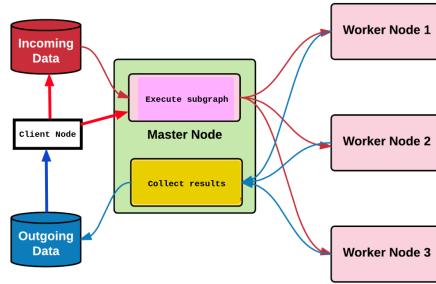 Incoming
Data
Worker Node 1
Execute subgraph
Client Node
Master Node
Worker Node 2
Collect results
Outgoing
Data
Worker Node 3